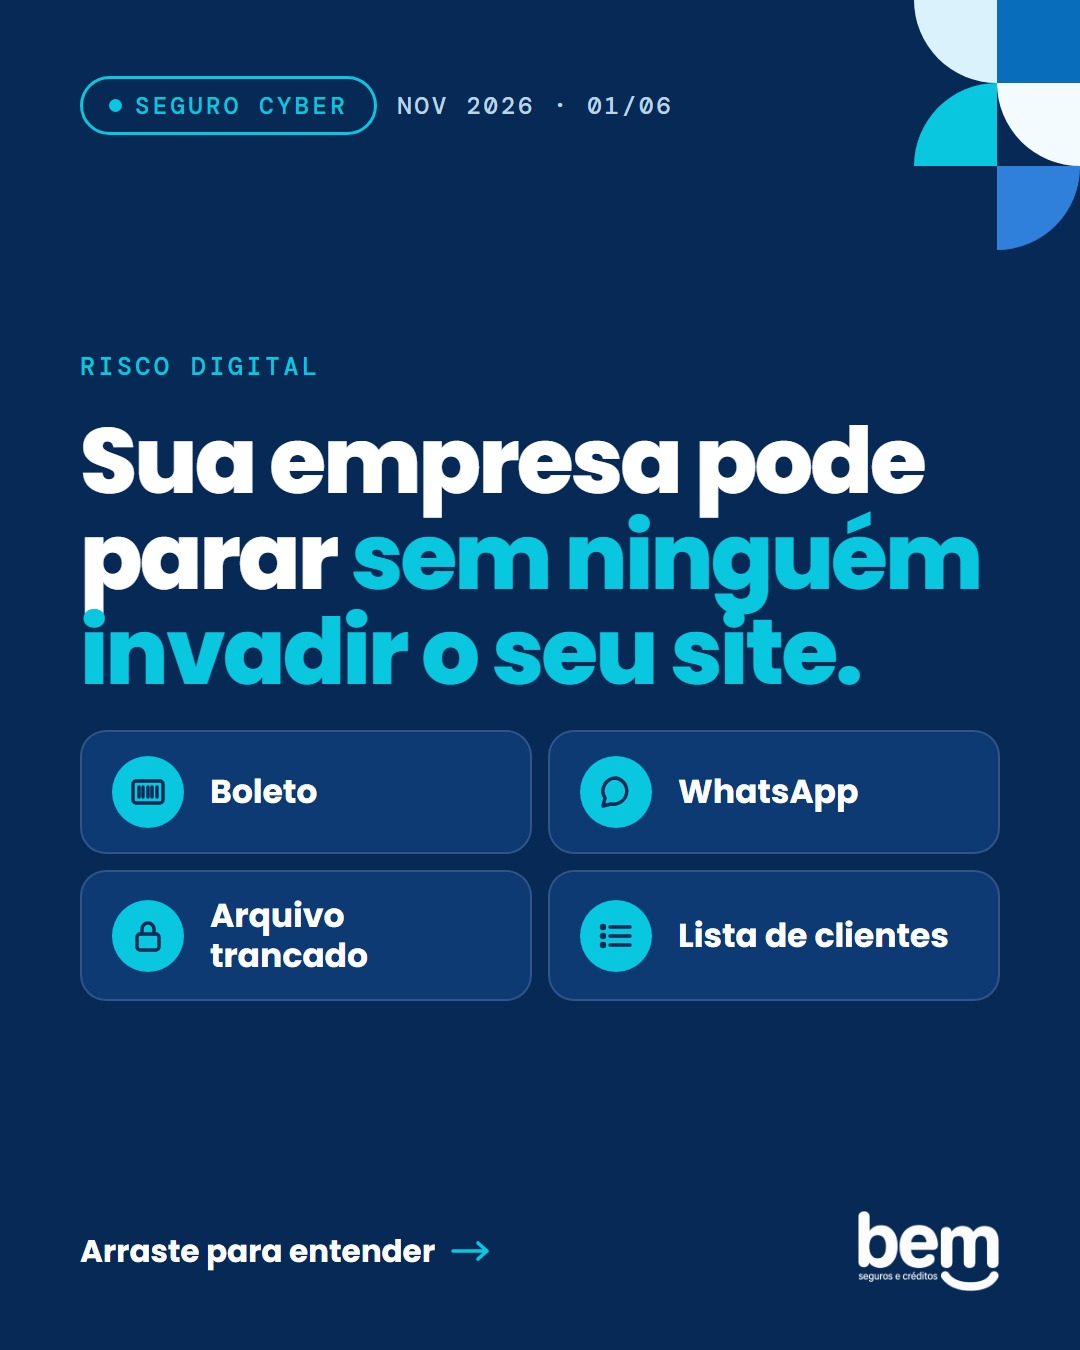 SEGURO CYBER
NOV 2026 · 01/06
RISCO DIGITAL
Sua empresa pode
parar sem ninguém
invadir o seu site.
Boleto
WhatsApp
Arquivo
trancado
Lista de clientes
Arraste para entender →
bem
seguros e créditos